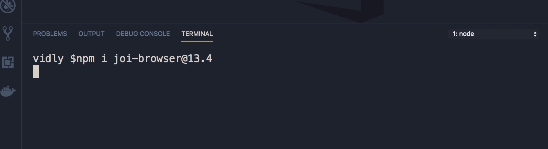 PROBLEMS OUTPUT DEBUG CONSOLE TERMINAL 1: node
vidly $npm i joi-browser@13.4